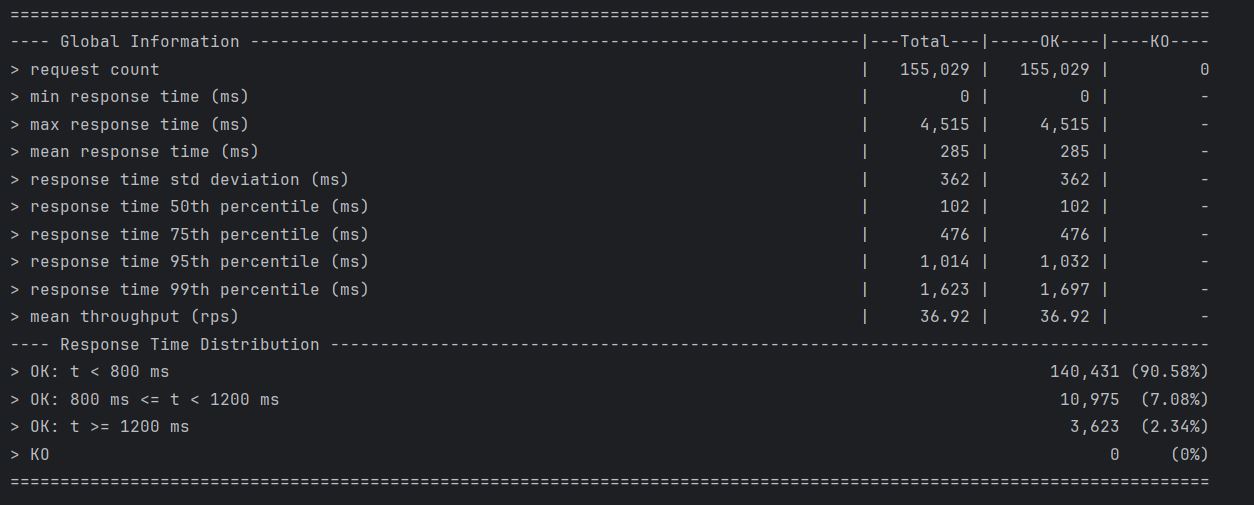 ========================================================================================================================
---- Global Information -------------------------------------------------------------|---Total---|-----OK----|----KO----
> request count                                                                      |   155,029 |   155,029 |         0
> min response time (ms)                                                             |         0 |         0 |         -
> max response time (ms)                                                             |     4,515 |     4,515 |         -
> mean response time (ms)                                                            |       285 |       285 |         -
> response time std deviation (ms)                                                   |       362 |       362 |         -
> response time 50th percentile (ms)                                                 |       102 |       102 |         -
> response time 75th percentile (ms)                                                 |       476 |       476 |         -
> response time 95th percentile (ms)                                                 |     1,014 |     1,032 |         -
> response time 99th percentile (ms)                                                 |     1,623 |     1,697 |         -
> mean throughput (rps)                                                              |     36.92 |     36.92 |         -
---- Response Time Distribution ----------------------------------------------------------------------------------------
> OK: t < 800 ms                                                                                        140,431 (90.58%)
> OK: 800 ms <= t < 1200 ms                                                                              10,975  (7.08%)
> OK: t >= 1200 ms                                                                                        3,623  (2.34%)
> KO                                                                                                          0     (0%)
========================================================================================================================